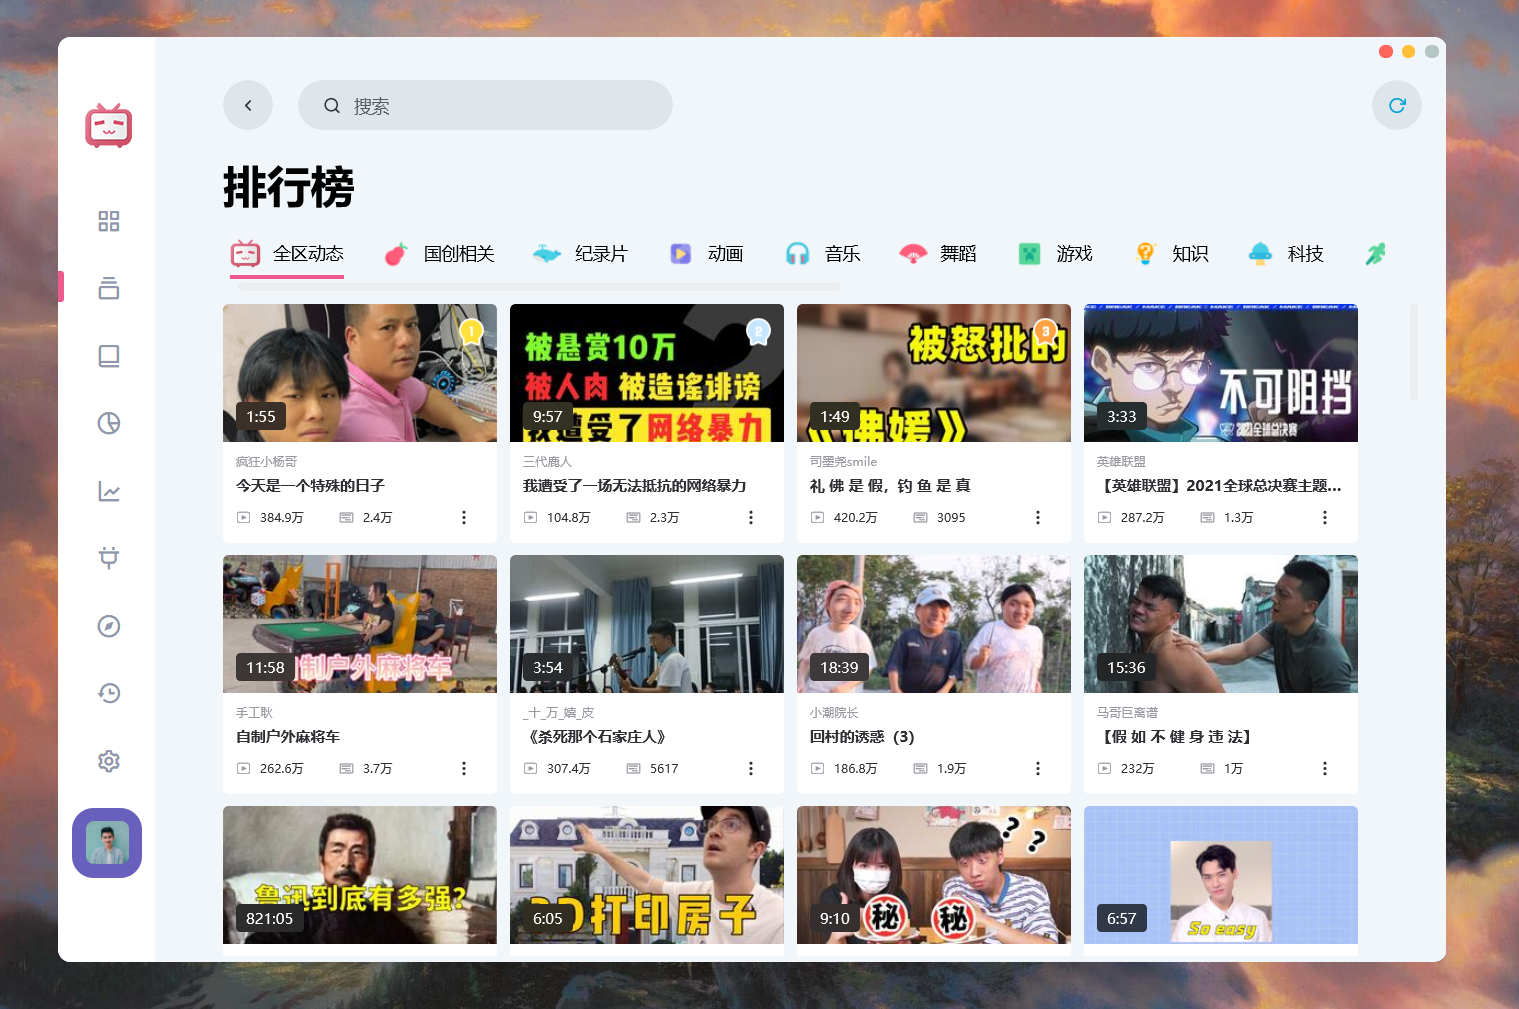 搜索
排行榜
全区动态 国创相关 纪录片 动画 音乐 舞蹈 游戏 知识 科技
1
1:55
疯狂小杨哥
今天是一个特殊的日子
384.9万 2.4万
2
被悬赏10万
被人肉 被造谣诽谤
我遭受了网络暴力
9:57
三代鹿人
我遭受了一场无法抵抗的网络暴力
104.8万 2.3万
3
被怒批的
《佛媛》
1:49
司墨尧smile
礼 佛 是 假，钓 鱼 是 真
420.2万 3095
BREAK MAKE / BREAK MAKE / BREAK MAKE / BREAK
不可阻挡
2021全球总决赛
3:33
英雄联盟
【英雄联盟】2021全球总决赛主题...
287.2万 1.3万
制户外麻将车
11:58
手工耿
自制户外麻将车
262.6万 3.7万
3:54
_十_万_嬉_皮
《杀死那个石家庄人》
307.4万 5617
18:39
小潮院长
回村的诱惑（3）
186.8万 1.9万
15:36
马哥巨离谱
【假 如 不 健 身 违 法】
232万 1万
鲁迅到底有多强?
821:05
3D打印房子
6:05
? ?
秘 秘
9:10
So easy
6:57